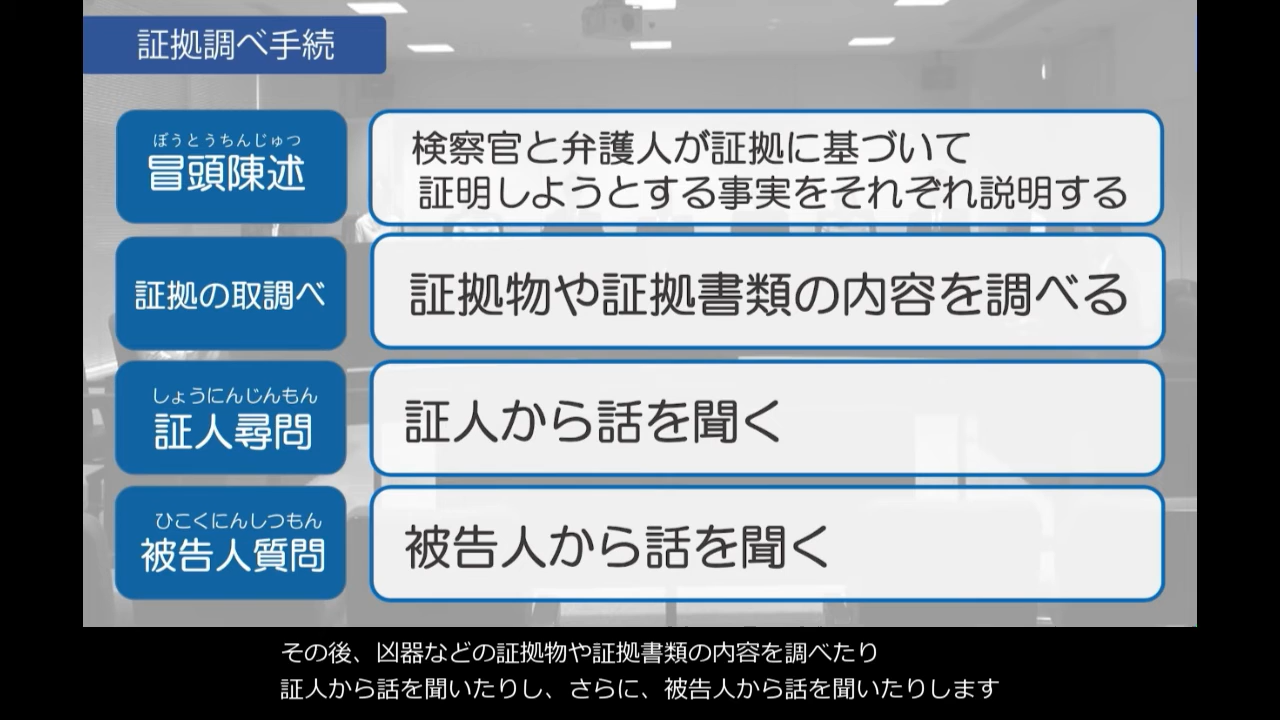 証拠調べ手続
ぼうとうちんじゅつ
冒頭陳述
検察官と弁護人が証拠に基づいて
証明しようとする事実をそれぞれ説明する
証拠の取調べ
証拠物や証拠書類の内容を調べる
しょうにんじんもん
証人尋問
証人から話を聞く
ひこくにんしつもん
被告人質問
被告人から話を聞く
その後、凶器などの証拠物や証拠書類の内容を調べたり
証人から話を聞いたりし、さらに、被告人から話を聞いたりします